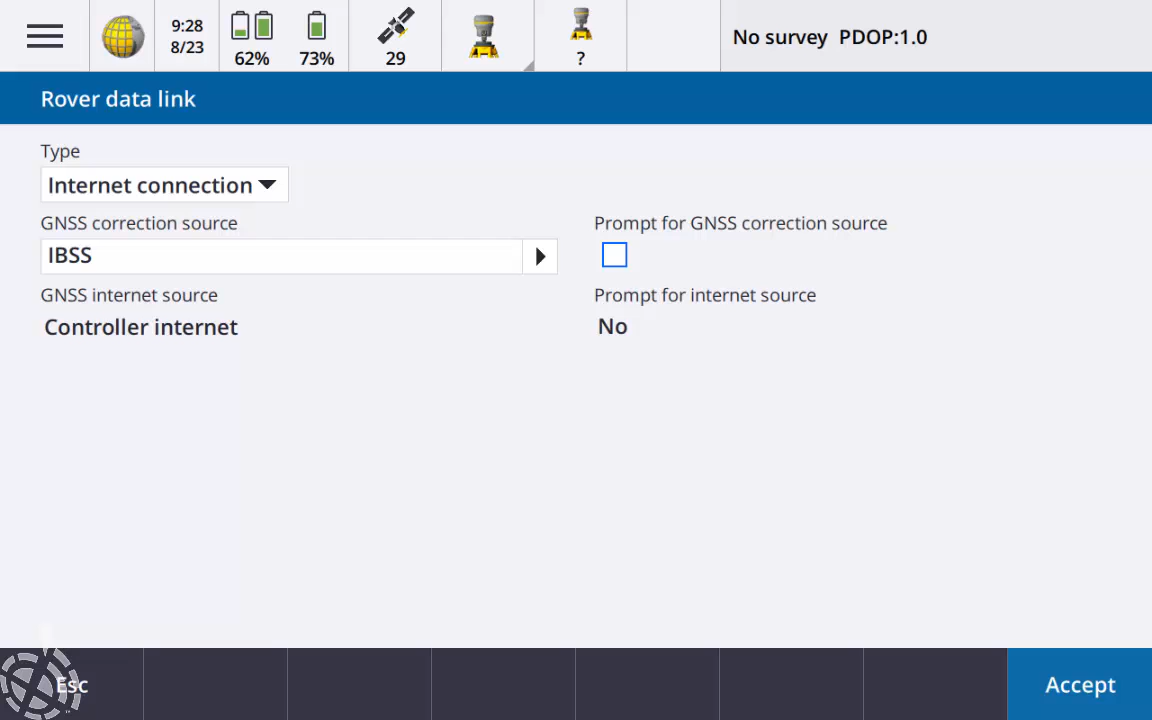 9:28
8/23
62%
73%
29
?
No survey PDOP:1.0
Rover data link
Type
Internet connection
GNSS correction source
Prompt for GNSS correction source
IBSS
GNSS internet source
Prompt for internet source
Controller internet
No
Esc
Accept